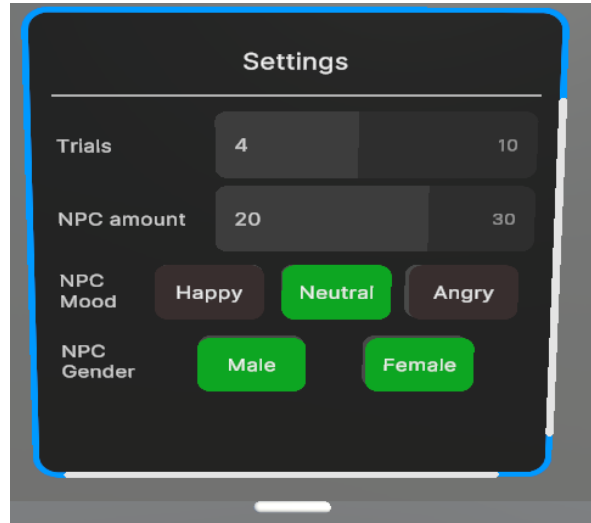 Settings
Trials 4 10
NPC amount 20 30
NPC
Mood
Happy Neutral Angry
NPC
Gender
Male Female